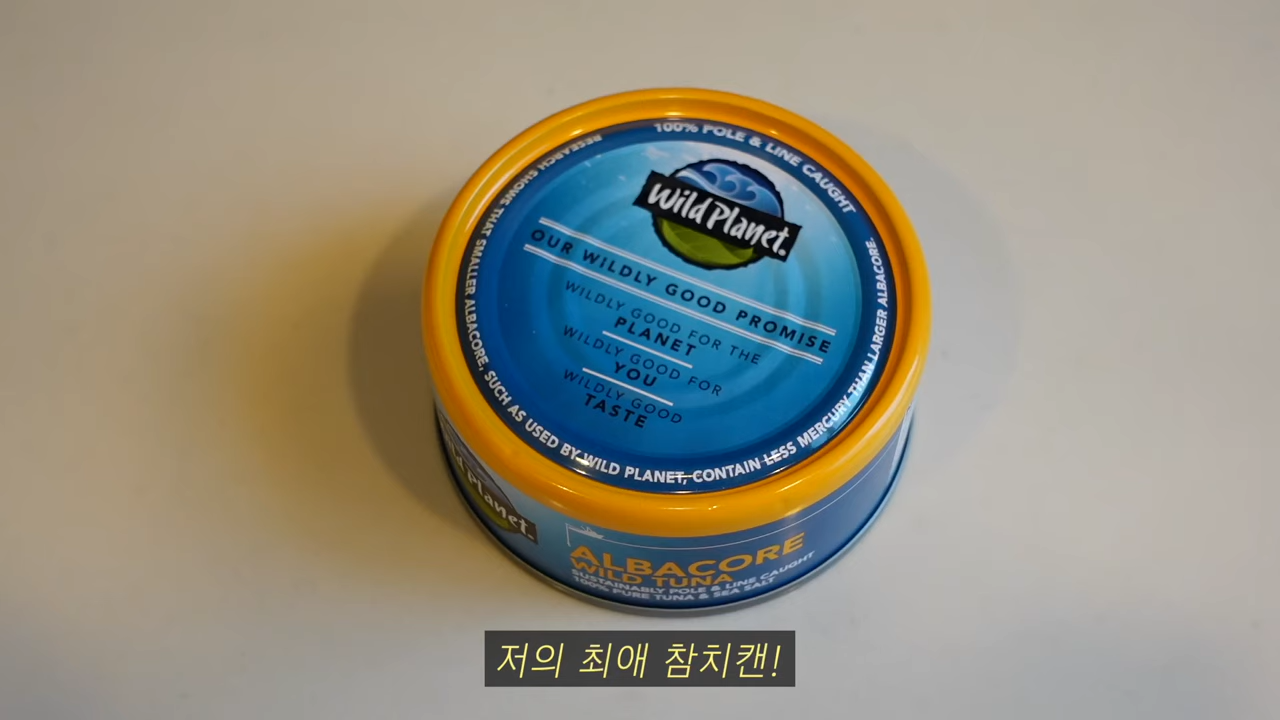 100% POLE & LINE CAUGHT
RESEARCH SHOWS THAT SMALLER ALBACORE, SUCH AS USED BY WILD PLANET, CONTAIN LESS MERCURY THAN LARGER ALBACORE.
Wild Planet®
OUR WILDLY GOOD PROMISE
WILDLY GOOD FOR THE
PLANET
WILDLY GOOD FOR
YOU
WILDLY GOOD
TASTE
Wild Planet®
ALBACORE
WILD TUNA
SUSTAINABLY POLE & LINE CAUGHT
100% PURE TUNA & SEA SALT
저의 최애 참치캔!